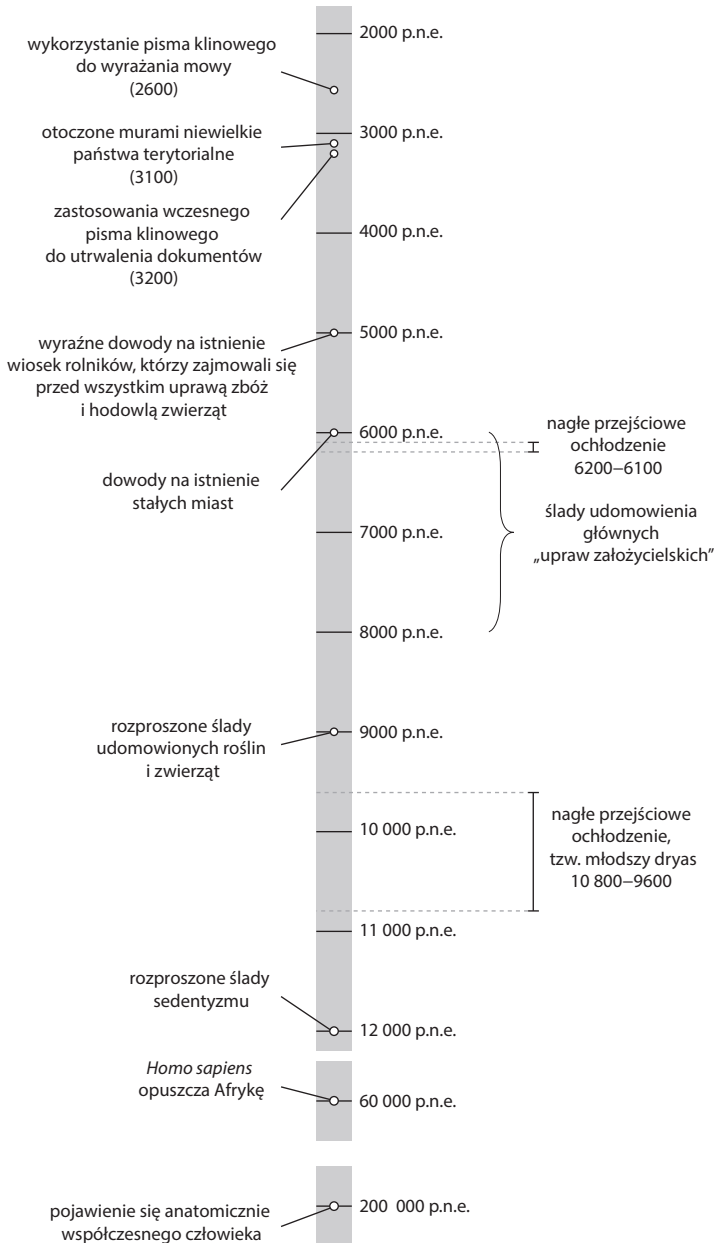 2000 p.n.e.
wykorzystanie pisma klinowego
do wyrażania mowy
(2600)
otoczone murami niewielkie
państwa terytorialne
(3100)
3000 p.n.e.
zastosowania wczesnego
pisma klinowego
do utrwalenia dokumentów
(3200)
4000 p.n.e.
wyraźne dowody na istnienie
wiosek rolników, którzy zajmowali się
przed wszystkim uprawą zbóż
i hodowlą zwierząt
5000 p.n.e.
6000 p.n.e.
nagłe przejściowe
ochłodzenie
6200–6100
dowody na istnienie
stałych miast
7000 p.n.e.
ślady udomowienia
głównych
„upraw założycielskich”
8000 p.n.e.
rozproszone ślady
udomowionych roślin
i zwierząt
9000 p.n.e.
10 000 p.n.e.
nagłe przejściowe
ochłodzenie,
tzw. młodszy dryas
10 800–9600
11 000 p.n.e.
rozproszone ślady
sedentyzmu
12 000 p.n.e.
Homo sapiens
opuszcza Afrykę
60 000 p.n.e.
pojawienie się anatomicznie
współczesnego człowieka
200 000 p.n.e.